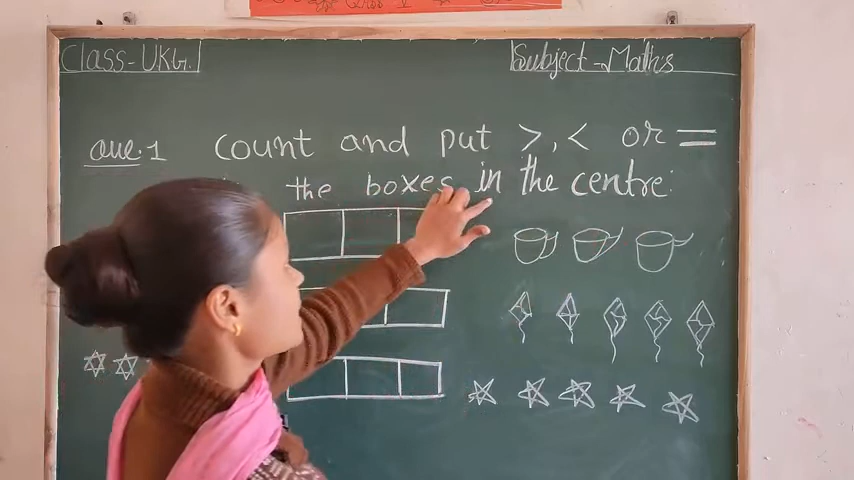 Class-UKG.
Subject-Maths
Que.1 count and put >, < or =
the boxes in the centre: